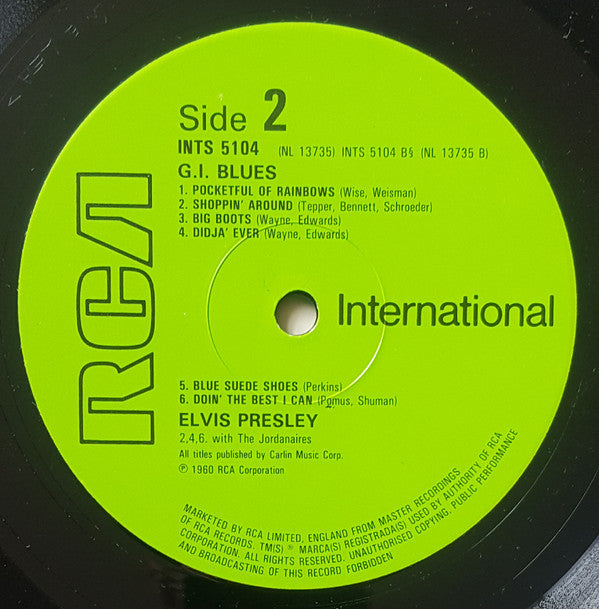 RCA
Side 2
INTS 5104 (NL 13735) INTS 5104 B§ (NL 13735 B)
G.I. BLUES
1. POCKETFUL OF RAINBOWS (Wise, Weisman)
2. SHOPPIN' AROUND (Tepper, Bennett, Schroeder)
3. BIG BOOTS (Wayne, Edwards)
4. DIDJA' EVER (Wayne, Edwards)
International
5. BLUE SUEDE SHOES (Perkins)
6. DOIN' THE BEST I CAN (Pomus, Shuman)
ELVIS PRESLEY
2,4,6. with The Jordanaires
All titles published by Carlin Music Corp.
℗ 1960 RCA Corporation
MARKETED BY RCA LIMITED, ENGLAND FROM MASTER RECORDINGS
OF RCA RECORDS. TM(S) ® MARCA(S) REGISTRADA(S) USED BY AUTHORITY OF RCA
CORPORATION. ALL RIGHTS RESERVED. UNAUTHORISED COPYING, PUBLIC PERFORMANCE
AND BROADCASTING OF THIS RECORD FORBIDDEN